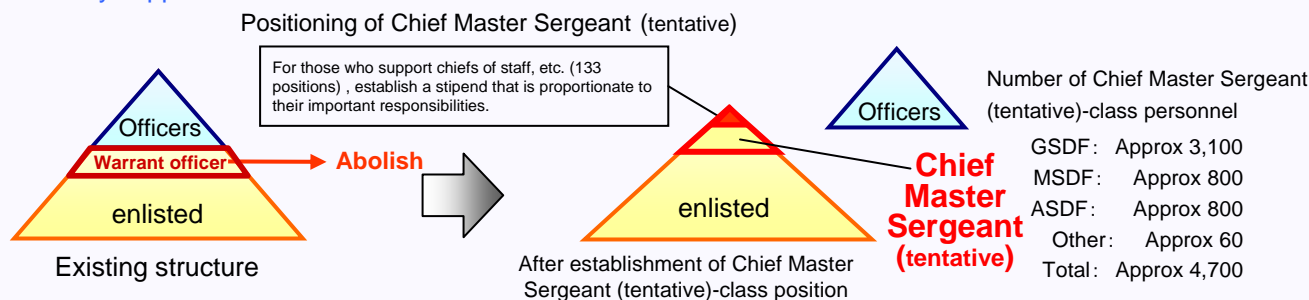 Positioning of Chief Master Sergeant (tentative)
For those who support chiefs of staff, etc. (133
positions) , establish a stipend that is proportionate to
their important responsibilities.
Officers
Warrant officer
Abolish
enlisted
Existing structure
enlisted
After establishment of Chief Master
Sergeant (tentative)-class position
Officers
Chief
Master
Sergeant
(tentative)
Number of Chief Master Sergeant
(tentative)-class personnel
GSDF: Approx 3,100
MSDF: Approx 800
ASDF: Approx 800
Other: Approx 60
Total: Approx 4,700